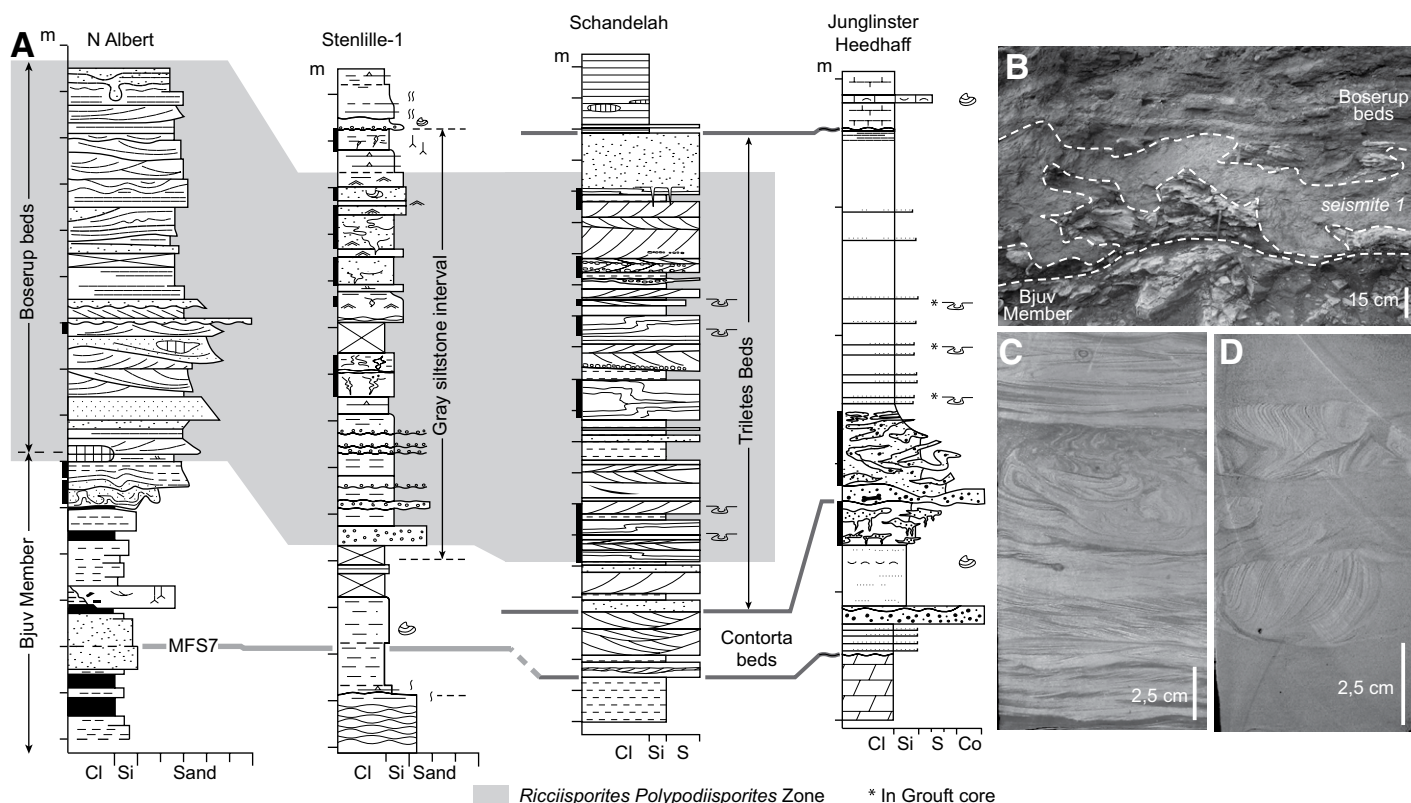 A
m
N Albert
Boserup beds
Bjuv Member
Cl Si Sand
MFS7
Stenlille-1
m
Gray siltstone interval
Cl Si Sand
Schandelah
m
Triletes Beds
Cl Si S
Contorta
beds
Junglinster
Heedhaff
m
*
*
*
Cl Si S Co
Ricciisporites Polypodiisporites Zone
* In Grouft core
B
Boserup
beds
seismite 1
Bjuv
Member
15 cm
C
2,5 cm
D
2,5 cm